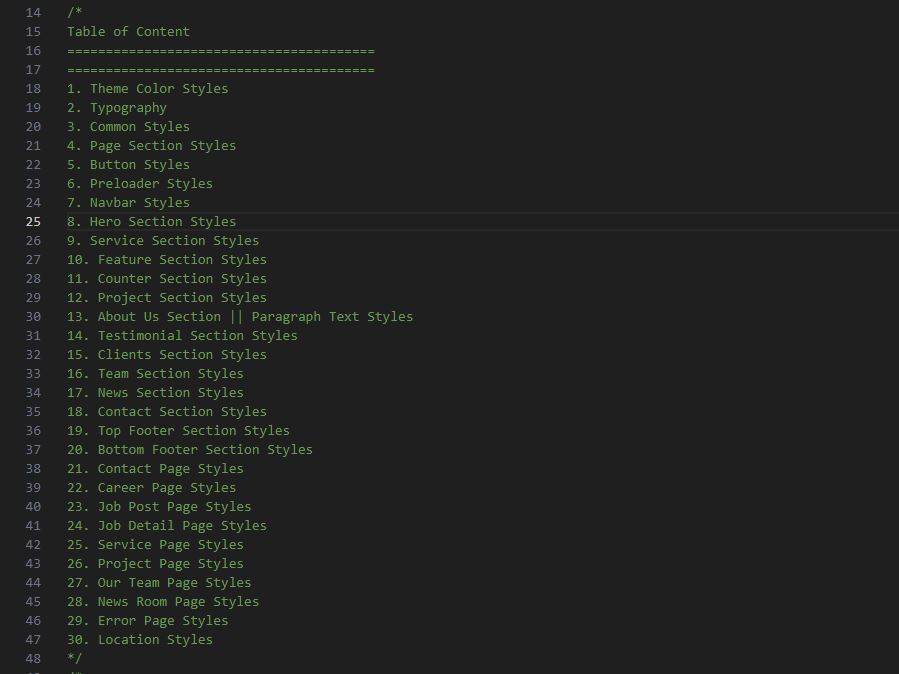 14 /*
15 Table of Content
16 ========================================
17 ========================================
18 1. Theme Color Styles
19 2. Typography
20 3. Common Styles
21 4. Page Section Styles
22 5. Button Styles
23 6. Preloader Styles
24 7. Navbar Styles
25 8. Hero Section Styles
26 9. Service Section Styles
27 10. Feature Section Styles
28 11. Counter Section Styles
29 12. Project Section Styles
30 13. About Us Section || Paragraph Text Styles
31 14. Testimonial Section Styles
32 15. Clients Section Styles
33 16. Team Section Styles
34 17. News Section Styles
35 18. Contact Section Styles
36 19. Top Footer Section Styles
37 20. Bottom Footer Section Styles
38 21. Contact Page Styles
39 22. Career Page Styles
40 23. Job Post Page Styles
41 24. Job Detail Page Styles
42 25. Service Page Styles
43 26. Project Page Styles
44 27. Our Team Page Styles
45 28. News Room Page Styles
46 29. Error Page Styles
47 30. Location Styles
48 */